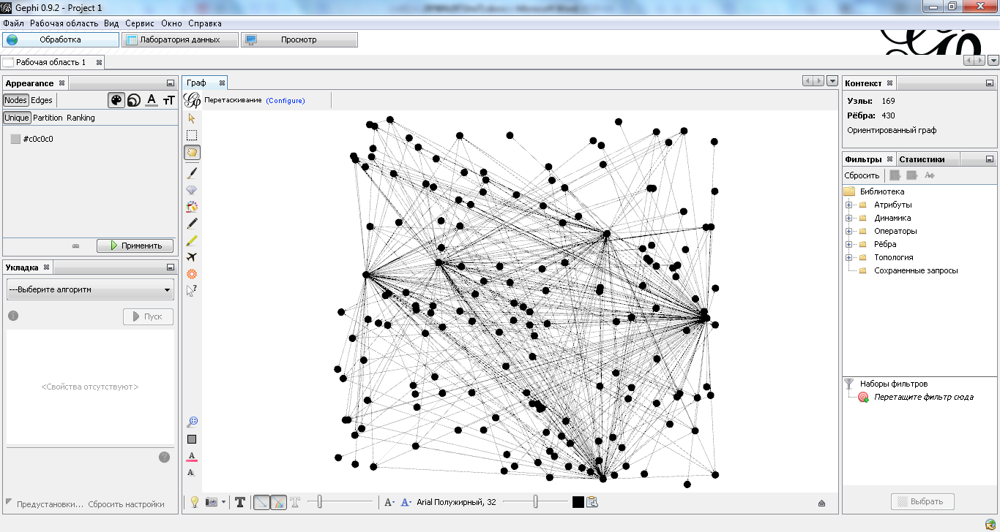 Gephi 0.9.2 - Project 1
Файл Рабочая область Вид Сервис Окно Справка
Обработка Лаборатория данных Просмотр
Рабочая область 1
Appearance
Nodes Edges
Unique Partition Ranking
#c0c0c0
Применить
Укладка
---Выберите алгоритм
Пуск
<Свойства отсутствуют>
Предустановки... Сбросить настройки
Граф
Перетаскивание (Configure)
Arial Полужирный, 32
Контекст
Узлы: 169
Рёбра: 430
Ориентированный граф
Фильтры Статистики
Сбросить
Библиотека
Атрибуты
Динамика
Операторы
Рёбра
Топология
Сохраненные запросы
Наборы фильтров
Перетащите фильтр сюда
Выбрать